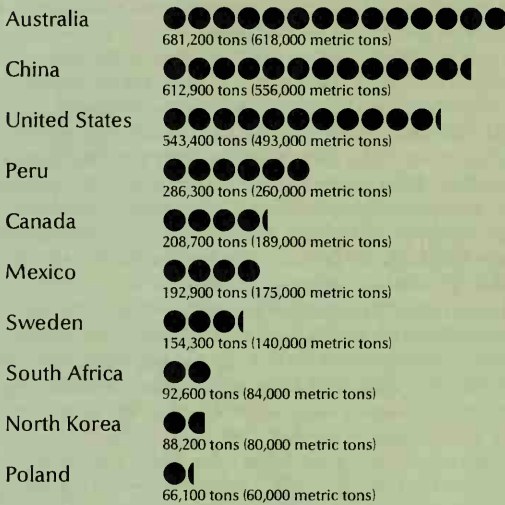 Australia
681,200 tons (618,000 metric tons)
China
612,900 tons (556,000 metric tons)
United States
543,400 tons (493,000 metric tons)
Peru
286,300 tons (260,000 metric tons)
Canada
208,700 tons (189,000 metric tons)
Mexico
192,900 tons (175,000 metric tons)
Sweden
154,300 tons (140,000 metric tons)
South Africa
92,600 tons (84,000 metric tons)
North Korea
88,200 tons (80,000 metric tons)
Poland
66,100 tons (60,000 metric tons)